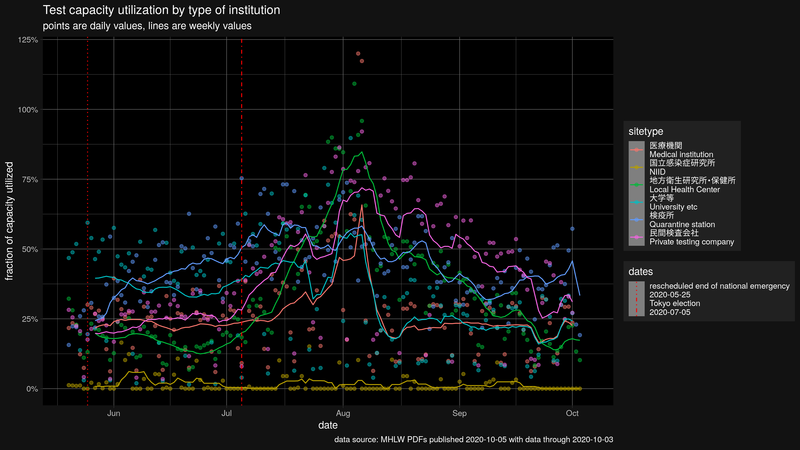 Test capacity utilization by type of institution
points are daily values, lines are weekly values
fraction of capacity utilized
125%
100%
75%
50%
25%
0%
Jun
Jul
Aug
Sep
Oct
date
data source: MHLW PDFs published 2020-10-05 with data through 2020-10-03
sitetype
医療機関
Medical institution
国立感染症研究所
NIID
地方衛生研究所・保健所
Local Health Center
大学等
University etc
検疫所
Quarantine station
民間検査会社
Private testing company
dates
rescheduled end of national emergency
2020-05-25
Tokyo election
2020-07-05